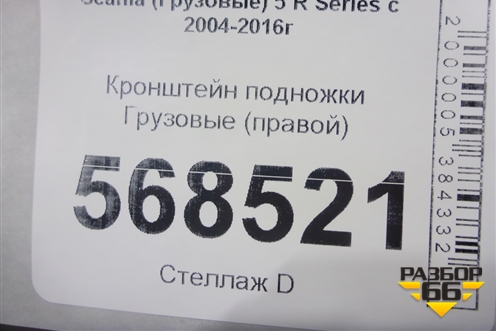 Scania (Грузовые) 5 R Series с
2004-2016г
Кронштейн подножки
Грузовые (правой)
568521
Стеллаж D
2000005384332
РАЗБОР
66